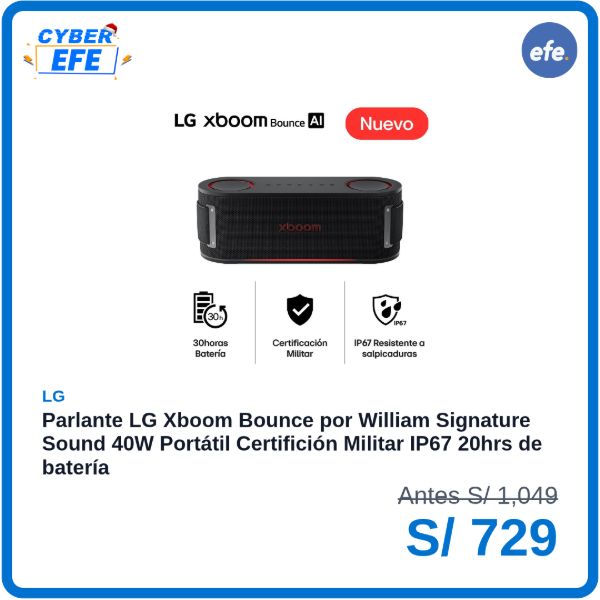 CYBER
EFE
efe.
LG xboom Bounce AI
Nuevo
xboom
30h
IP67
30horas
Batería
Certificación
Militar
IP67 Resistente a
salpicaduras
LG
Parlante LG Xboom Bounce por William Signature
Sound 40W Portátil Certifición Militar IP67 20hrs de
batería
Antes S/ 1,049
S/ 729